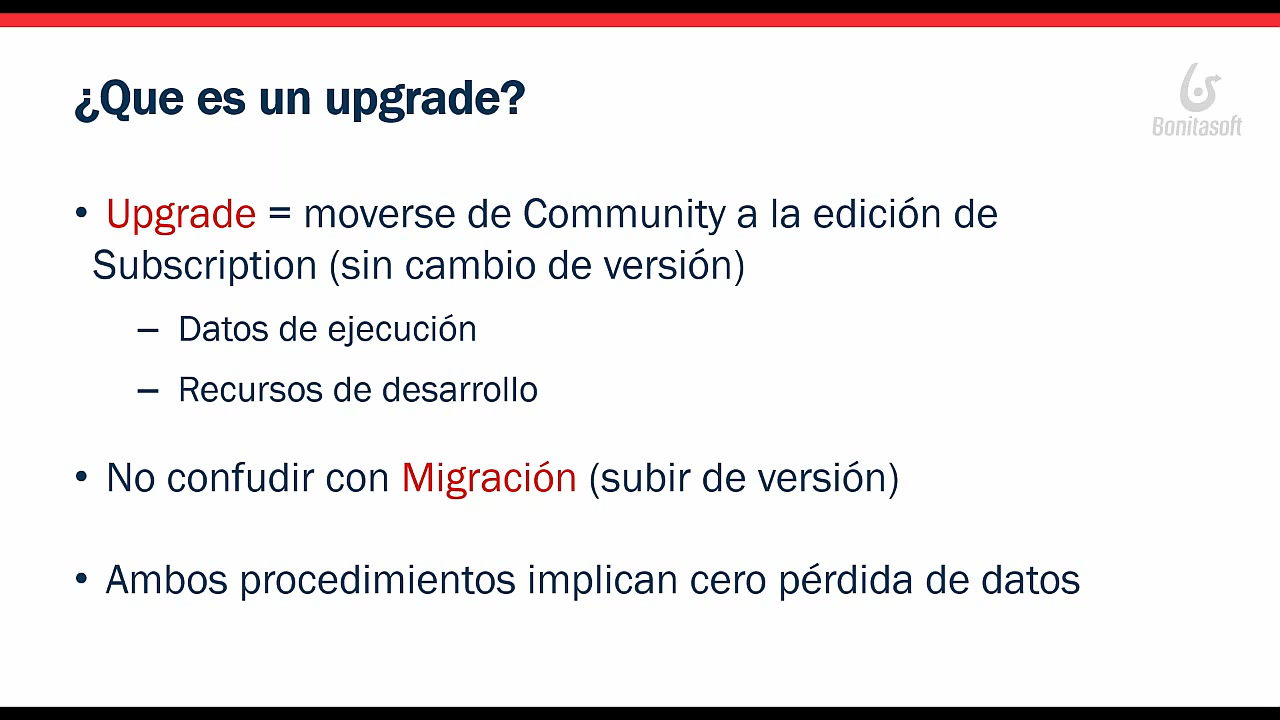 ¿Que es un upgrade?
Bonitasoft
• Upgrade = moverse de Community a la edición de
Subscription (sin cambio de versión)
– Datos de ejecución
– Recursos de desarrollo
• No confudir con Migración (subir de versión)
• Ambos procedimientos implican cero pérdida de datos